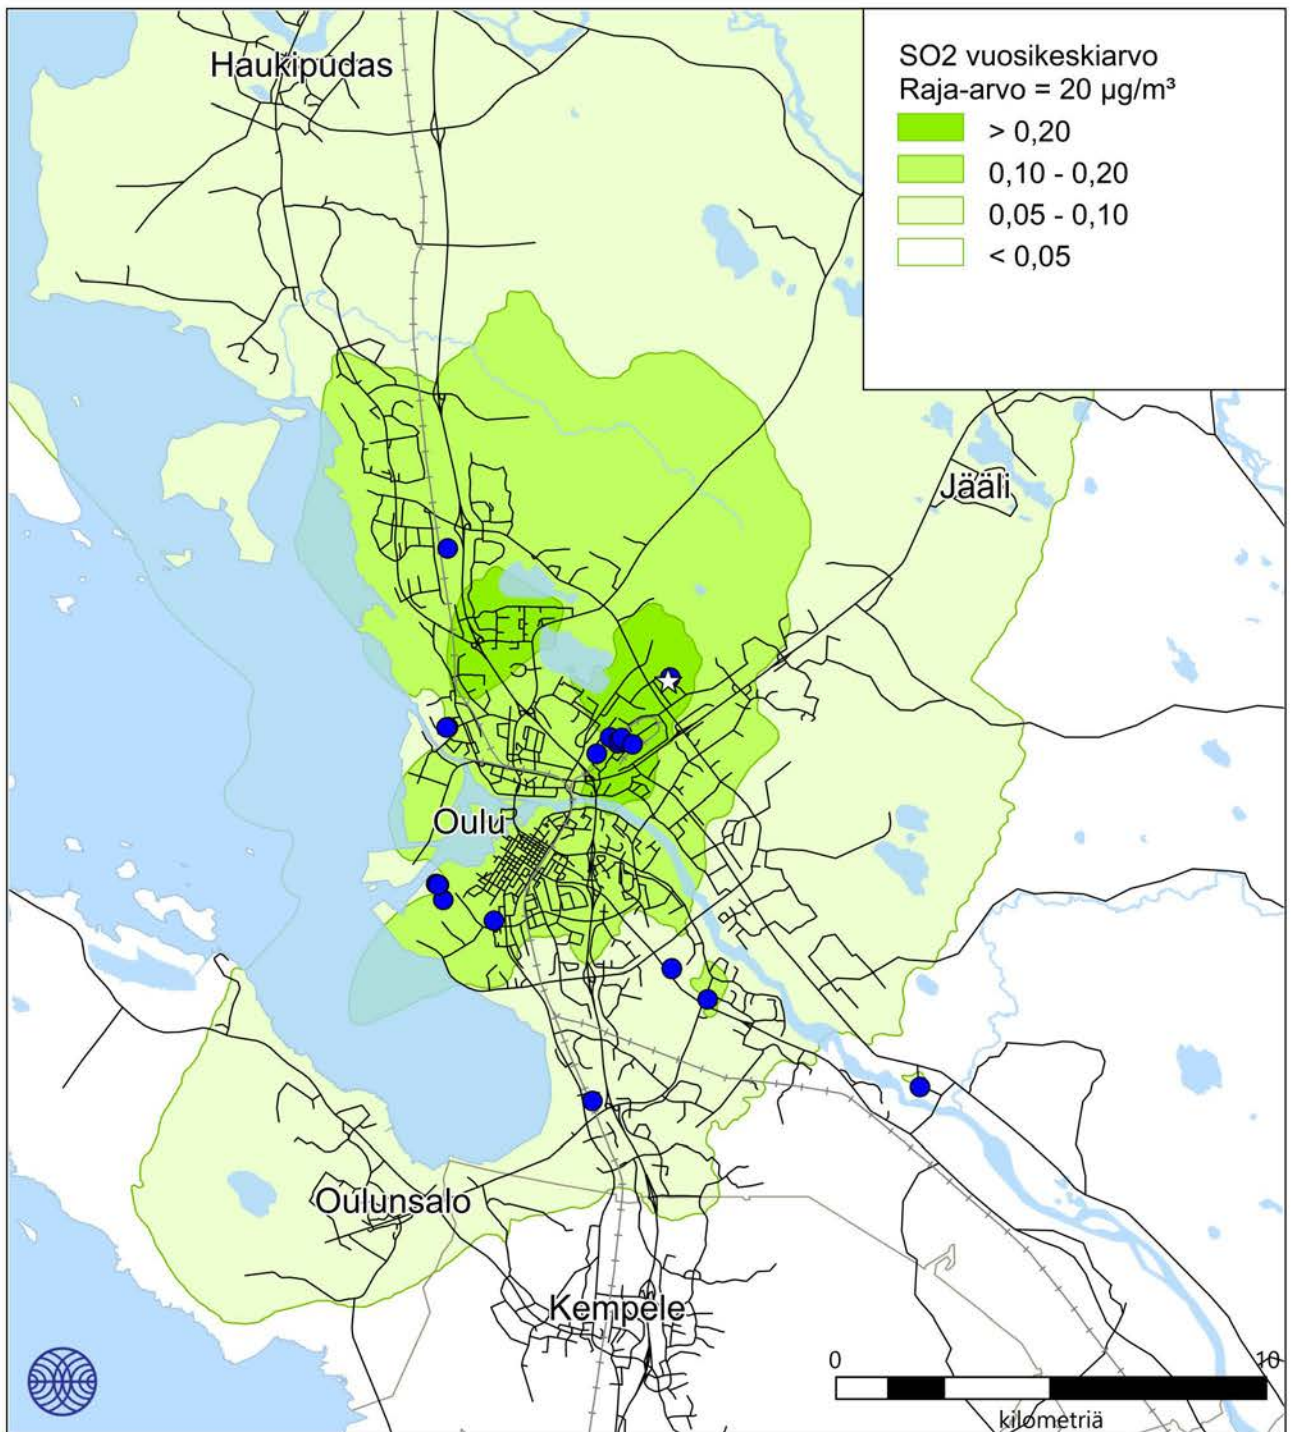 Haukipudas
SO2 vuosikeskiarvo
Raja-arvo = 20 µg/m³
> 0,20
0,10 - 0,20
0,05 - 0,10
< 0,05
Jääli
Oulu
Oulunsalo
Kempele
0 10
kilometriä